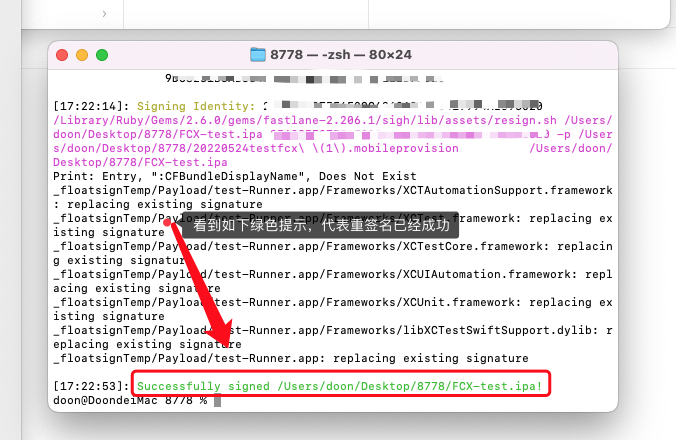 8778 — -zsh — 80×24
[17:22:14]: Signing Identity:
/Library/Ruby/Gems/2.6.0/gems/fastlane-2.206.1/sigh/lib/assets/resign.sh /Users/
doon/Desktop/8778/FCX-test.ipa -p /User
s/doon/Desktop/8778/20220524testfcx\ \(1\).mobileprovision /Users/doon/
Desktop/8778/FCX-test.ipa
Print: Entry, ":CFBundleDisplayName", Does Not Exist
_floatsignTemp/Payload/test-Runner.app/Frameworks/XCTAutomationSupport.framework
: replacing existing signature
_floatsignTemp/Payload/test-Runner.app/Frameworks/XCTest.framework: replacing ex
isting signature
看到如下绿色提示，代表重签名已经成功
_floatsignTemp/Payload/test-Runner.app/Frameworks/XCTestCore.framework: replacin
g existing signature
_floatsignTemp/Payload/test-Runner.app/Frameworks/XCUIAutomation.framework: repl
acing existing signature
_floatsignTemp/Payload/test-Runner.app/Frameworks/XCUnit.framework: replacing ex
isting signature
_floatsignTemp/Payload/test-Runner.app/Frameworks/libXCTestSwiftSupport.dylib: r
eplacing existing signature
_floatsignTemp/Payload/test-Runner.app: replacing existing signature
[17:22:53]: Successfully signed /Users/doon/Desktop/8778/FCX-test.ipa!
doon@DoondeiMac 8778 %